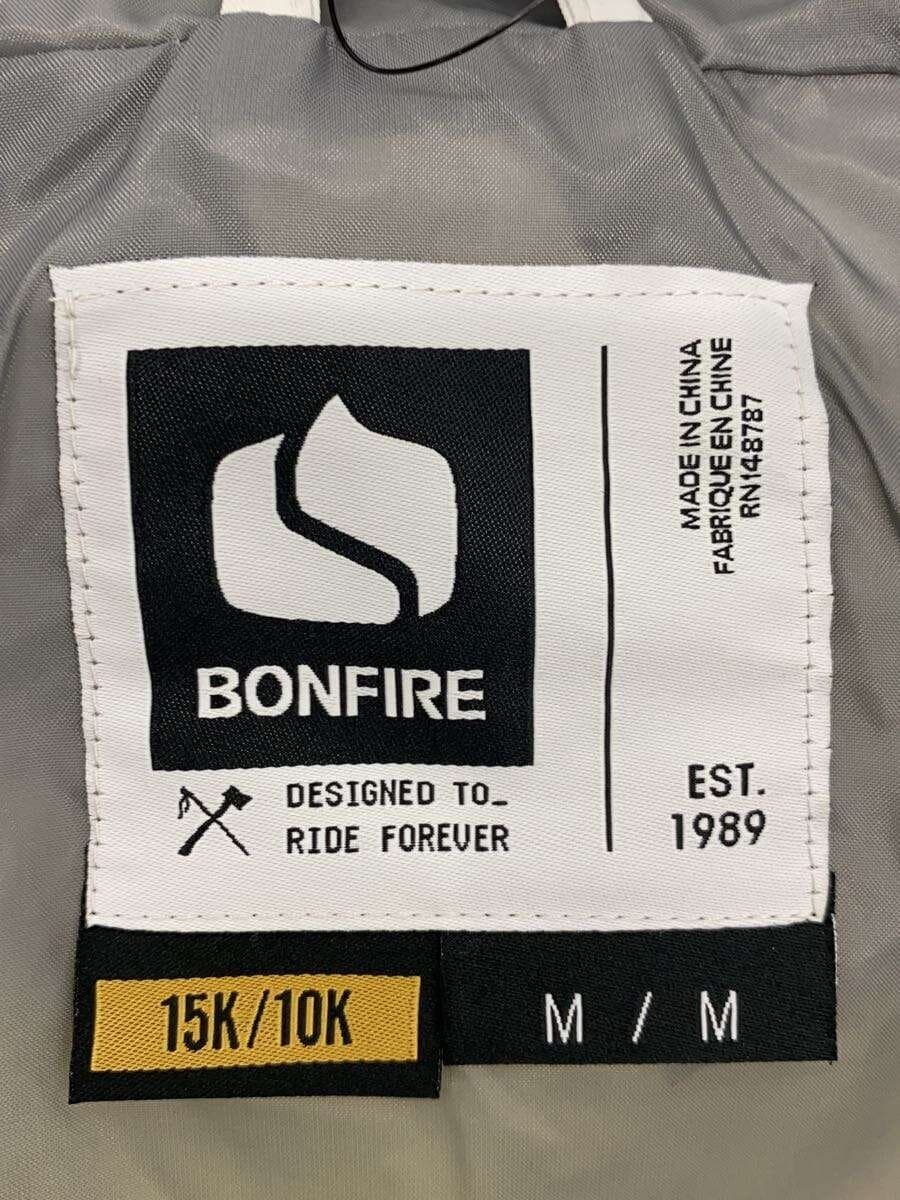 BONFIRE
DESIGNED TO_
RIDE FOREVER
MADE IN CHINA
FABRIQUE EN CHINE
RN148787
EST.
1989
15K/10K
M / M